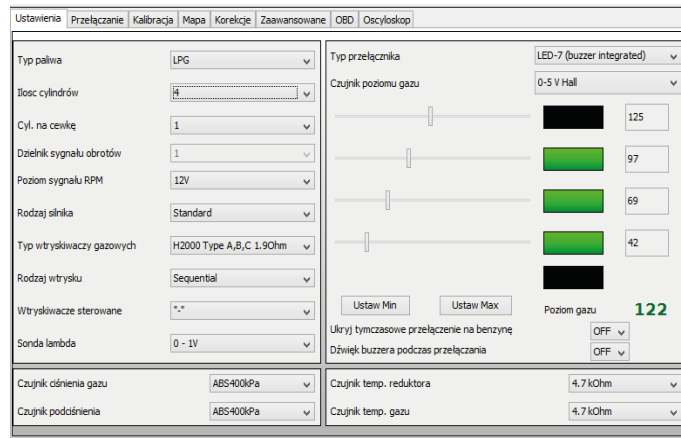 Ustawienia Przełączanie Kalibracja Mapa Korekcje Zaawansowane OBD Oscyloskop
Typ paliwa LPG
Ilosc cylindrów 4
Cyl. na cewkę 1
Dzielnik sygnału obrotów 1
Poziom sygnału RPM 12V
Rodzaj silnika Standard
Typ wtryskiwaczy gazowych H2000 Type A,B,C 1.9Ohm
Rodzaj wtrysku Sequential
Wtryskiwacze sterowane "-"
Sonda lambda 0 - 1V
Typ przełącznika LED-7 (buzzer integrated)
Czujnik poziomu gazu 0-5 V Hall
125
97
69
42
Ustaw Min Ustaw Max Poziom gazu 122
Ukryj tymczasowe przełączenie na benzynę OFF
Dźwięk buzzera podczas przełączania OFF
Czujnik ciśnienia gazu ABS400kPa
Czujnik podciśnienia ABS400kPa
Czujnik temp. reduktora 4.7 kOhm
Czujnik temp. gazu 4.7 kOhm